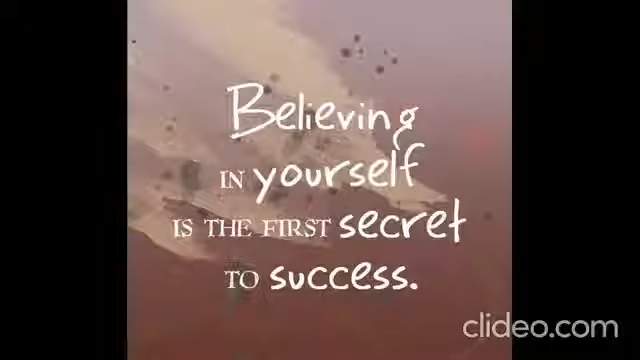 Believing
IN yourself
IS THE FIRST secret
TO success.
clideo.com